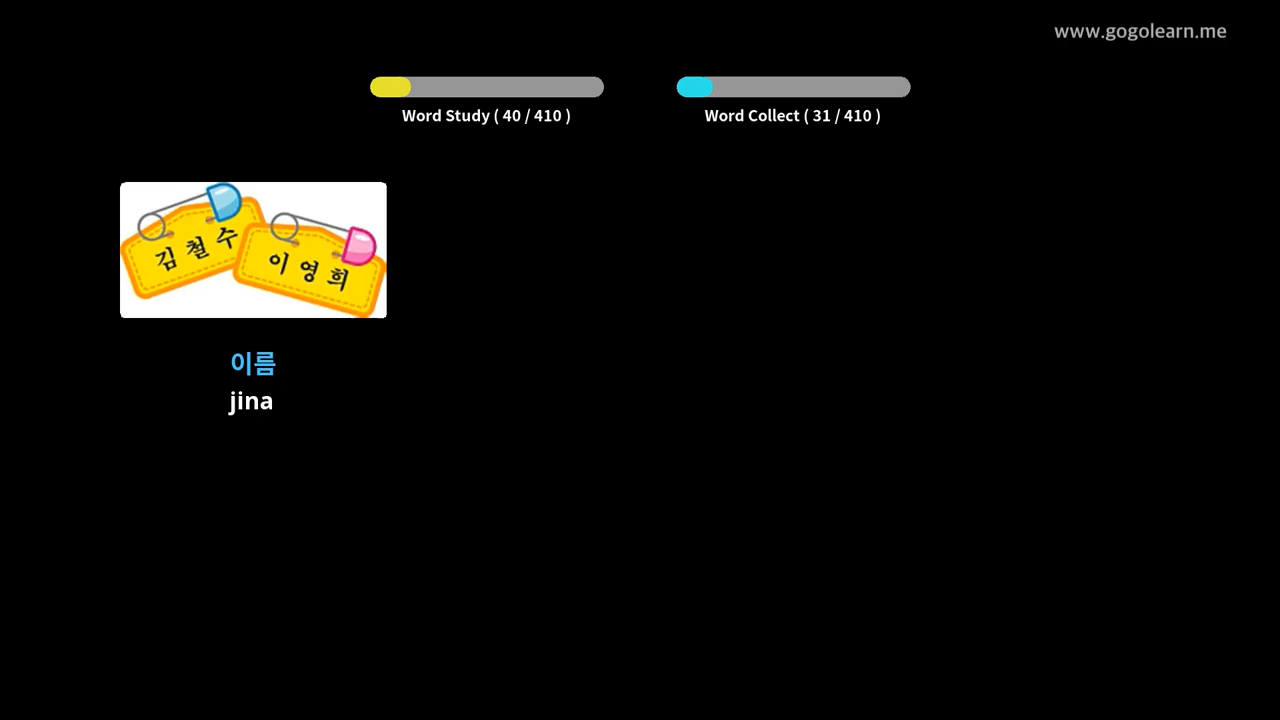 www.gogolearn.me
Word Study ( 40 / 410 )
Word Collect ( 31 / 410 )
김철수
이영희
이름
jina